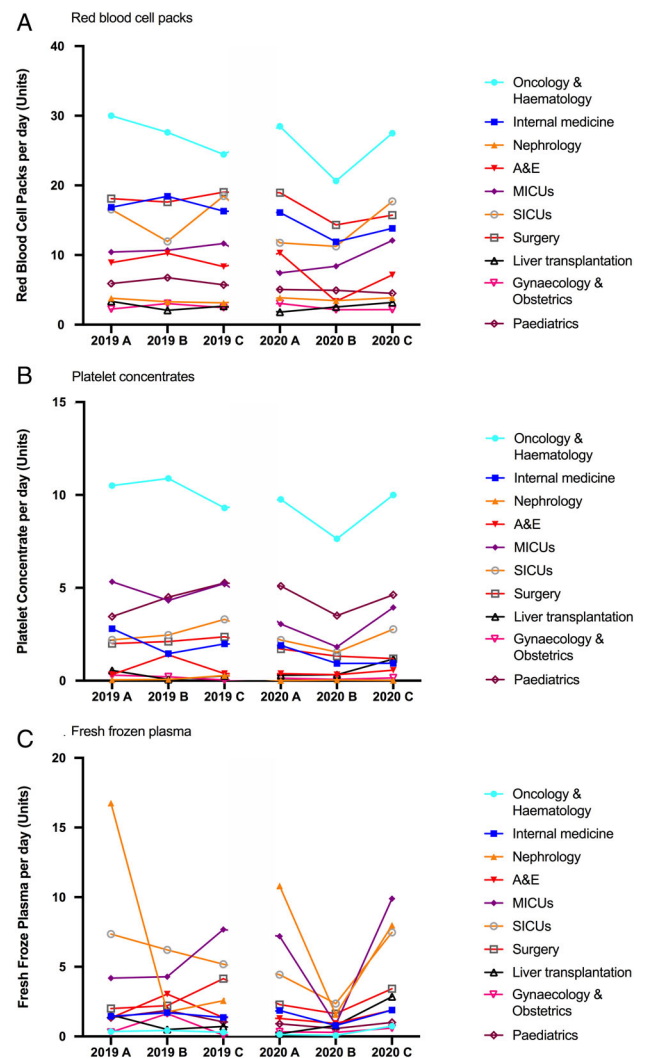 A
Red blood cell packs
Red Blood Cell Packs per day (Units)
40
30
20
10
0
2019 A 2019 B 2019 C 2020 A 2020 B 2020 C
Oncology &
Haematology
Internal medicine
Nephrology
A&E
MICUs
SICUs
Surgery
Liver transplantation
Gynaecology &
Obstetrics
Paediatrics
B
Platelet concentrates
Platelet Concentrate per day (Units)
15
10
5
0
2019 A 2019 B 2019 C 2020 A 2020 B 2020 C
Oncology &
Haematology
Internal medicine
Nephrology
A&E
MICUs
SICUs
Surgery
Liver transplantation
Gynaecology &
Obstetrics
Paediatrics
C
. Fresh frozen plasma
Fresh Froze Plasma per day (Units)
20
15
10
5
0
2019 A 2019 B 2019 C 2020 A 2020 B 2020 C
Oncology &
Haematology
Internal medicine
Nephrology
A&E
MICUs
SICUs
Surgery
Liver transplantation
Gynaecology &
Obstetrics
Paediatrics